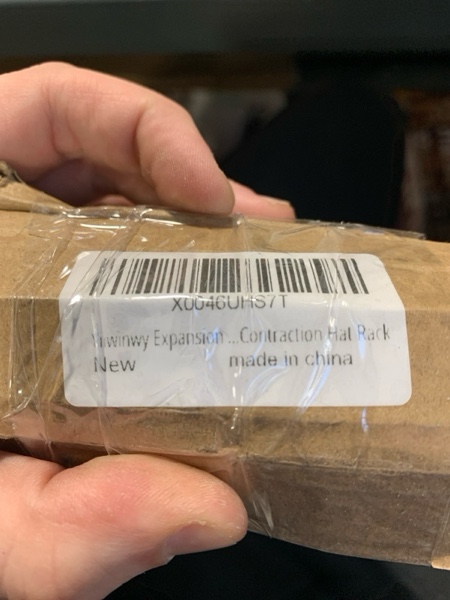 X0046UHS7T
Expansion ...Contraction Hat Rack
New made in china